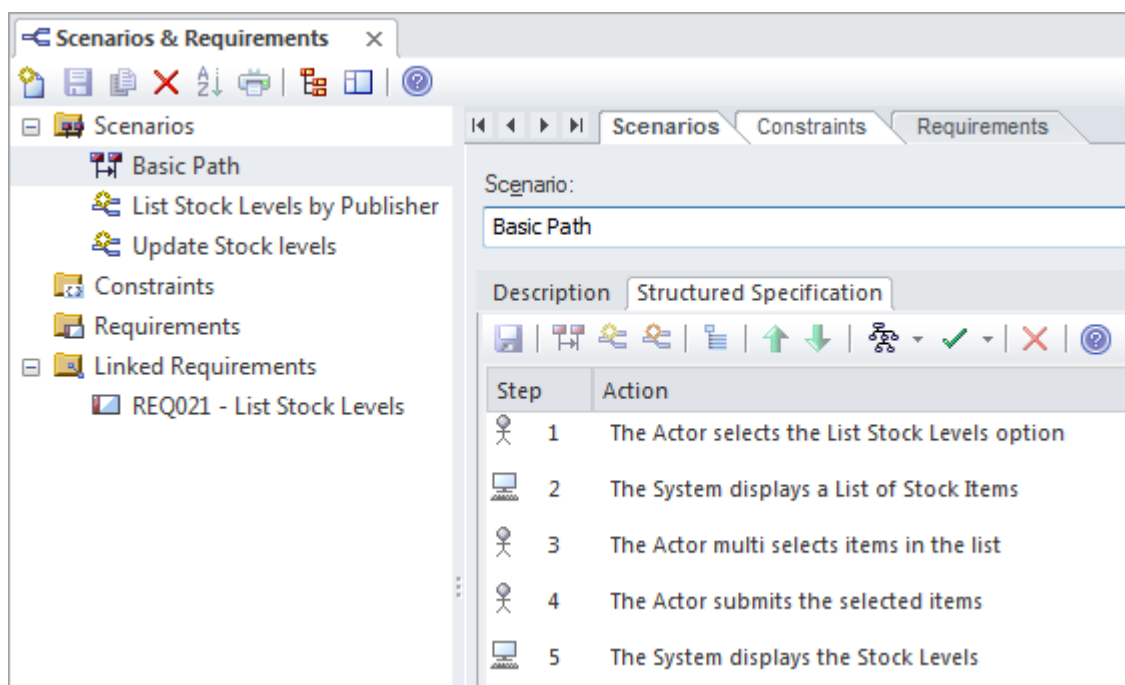 Scenarios & Requirements
Scenarios
Basic Path
List Stock Levels by Publisher
Update Stock levels
Constraints
Requirements
Linked Requirements
REQ021 - List Stock Levels
Scenarios Constraints Requirements
Scenario:
Basic Path
Description Structured Specification
Step Action
1 The Actor selects the List Stock Levels option
2 The System displays a List of Stock Items
3 The Actor multi selects items in the list
4 The Actor submits the selected items
5 The System displays the Stock Levels